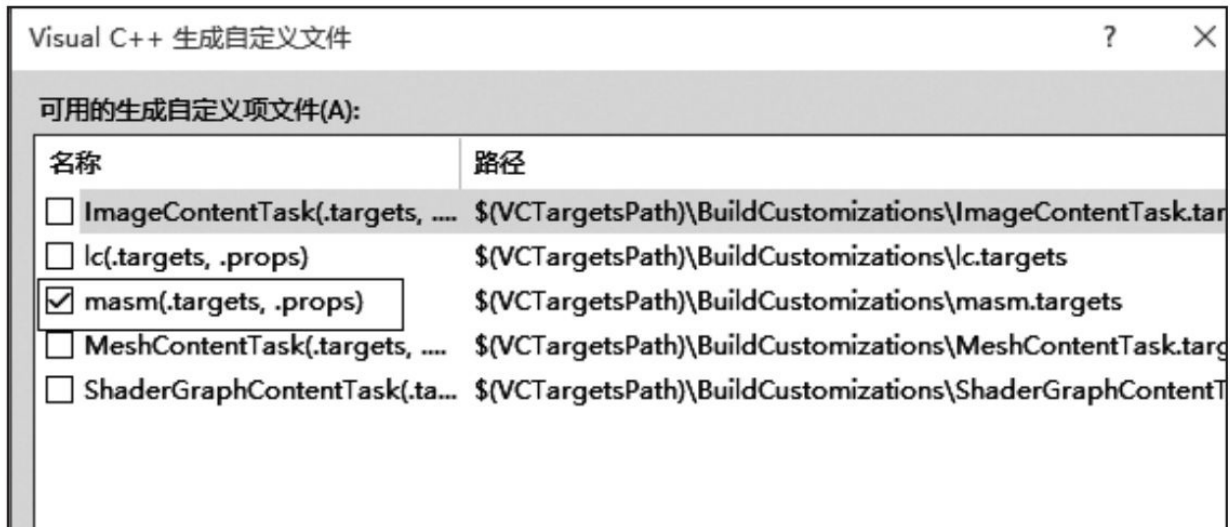 Visual C++ 生成自定义文件 ? ×
可用的生成自定义项文件(A):
名称 路径
ImageContentTask(.targets, .... $(VCTargetsPath)\BuildCustomizations\ImageContentTask.tar
lc(.targets, .props) $(VCTargetsPath)\BuildCustomizations\lc.targets
masm(.targets, .props) $(VCTargetsPath)\BuildCustomizations\masm.targets
MeshContentTask(.targets, .... $(VCTargetsPath)\BuildCustomizations\MeshContentTask.targ
ShaderGraphContentTask(.ta... $(VCTargetsPath)\BuildCustomizations\ShaderGraphContentT